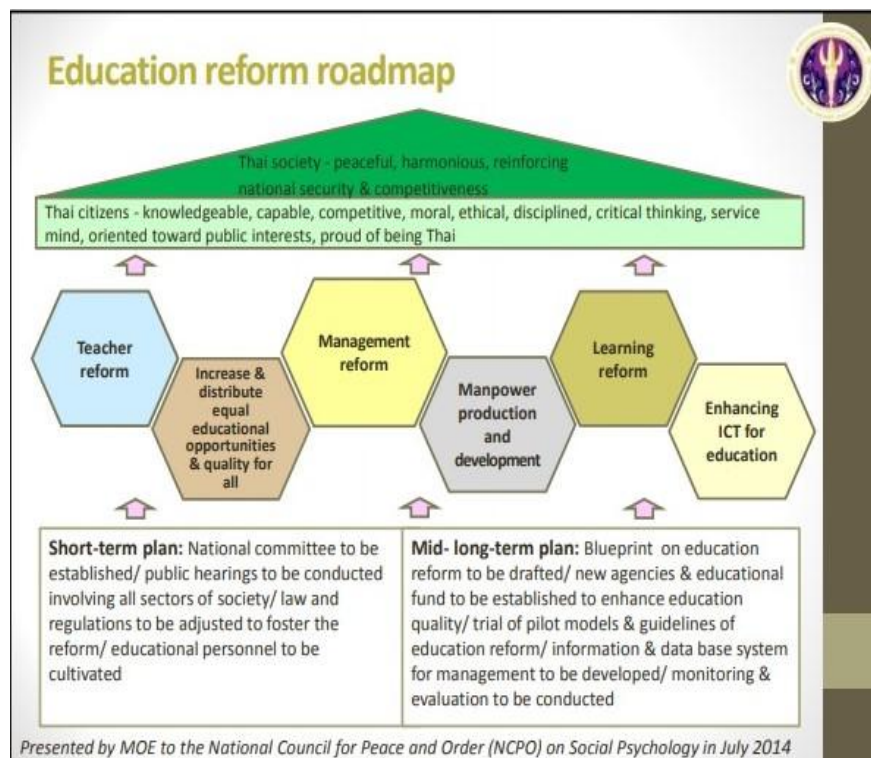 Education reform roadmap
Thai society - peaceful, harmonious, reinforcing
national security & competitiveness
Thai citizens - knowledgeable, capable, competitive, moral, ethical, disciplined, critical thinking, service
mind, oriented toward public interests, proud of being Thai
Teacher
reform
Increase &
distribute
equal
educational
opportunities
& quality for
all
Management
reform
Manpower
production
and
development
Learning
reform
Enhancing
ICT for
education
Short-term plan: National committee to be
established/ public hearings to be conducted
involving all sectors of society/ law and
regulations to be adjusted to foster the
reform/ educational personnel to be
cultivated
Mid- long-term plan: Blueprint on education
reform to be drafted/ new agencies & educational
fund to be established to enhance education
quality/ trial of pilot models & guidelines of
education reform/ information & data base system
for management to be developed/ monitoring &
evaluation to be conducted
Presented by MOE to the National Council for Peace and Order (NCPO) on Social Psychology in July 2014